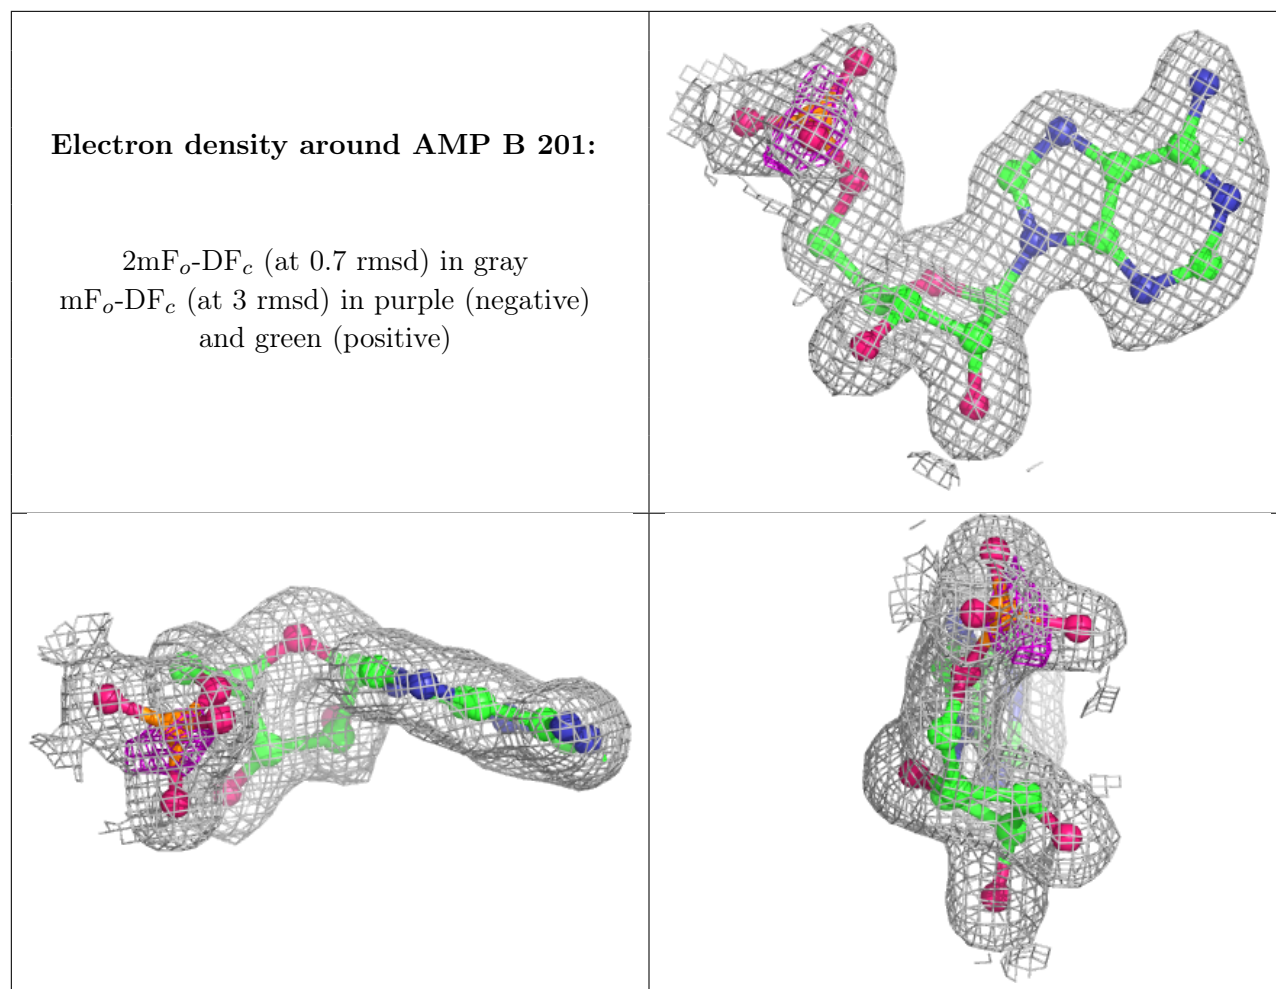 Electron density around AMP B 201:
2mFo-DFc (at 0.7 rmsd) in gray
mFo-DFc (at 3 rmsd) in purple (negative)
and green (positive)